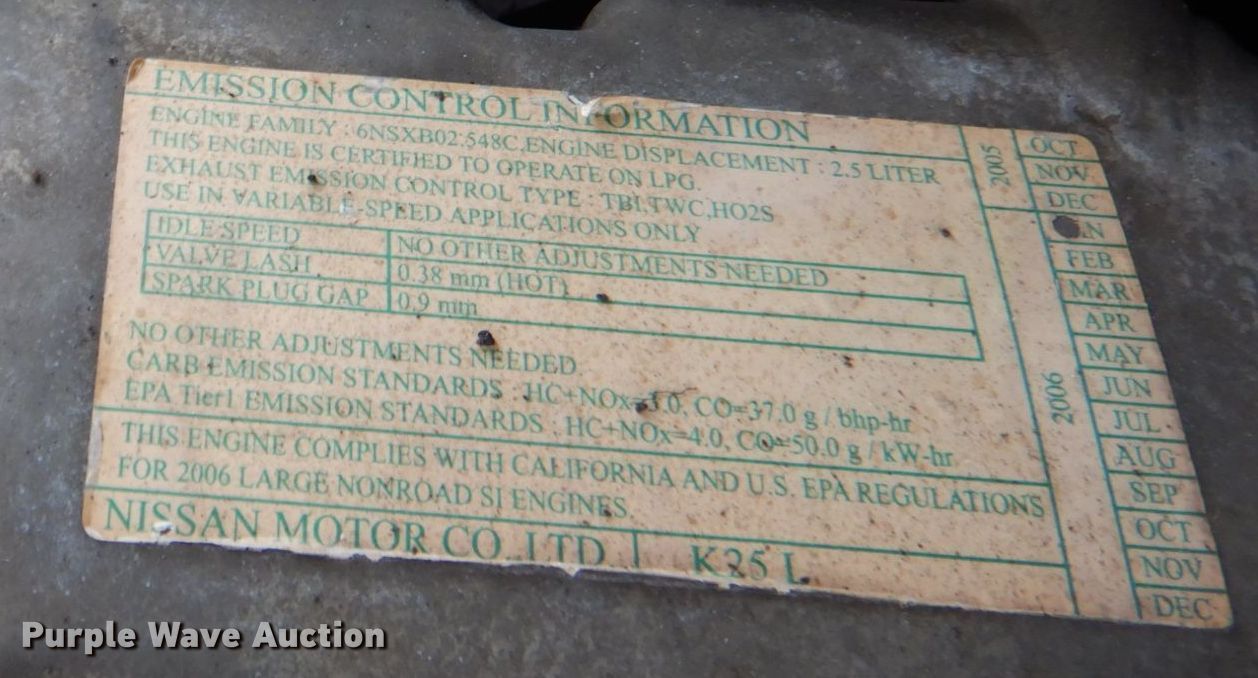 EMISSION CONTROL INFORMATION
ENGINE FAMILY : 6NSXB02.548C, ENGINE DISPLACEMENT : 2.5 LITER
THIS ENGINE IS CERTIFIED TO OPERATE ON LPG.
EXHAUST EMISSION CONTROL TYPE : TBI,TWC,HO2S
USE IN VARIABLE-SPEED APPLICATIONS ONLY
IDLE SPEED NO OTHER ADJUSTMENTS NEEDED
VALVE LASH 0.38 mm (HOT)
SPARK PLUG GAP 0.9 mm
NO OTHER ADJUSTMENTS NEEDED
CARB EMISSION STANDARDS : HC+NOx=3.0, CO=37.0 g / bhp-hr
EPA Tier1 EMISSION STANDARDS : HC+NOx=4.0, CO=50.0 g / kW-hr
THIS ENGINE COMPLIES WITH CALIFORNIA AND U.S. EPA REGULATIONS
FOR 2006 LARGE NONROAD SI ENGINES.
NISSAN MOTOR CO.,LTD. K25 L
2005
OCT
NOV
DEC
2006
JAN
FEB
MAR
APR
MAY
JUN
JUL
AUG
SEP
OCT
NOV
DEC
Purple Wave Auction